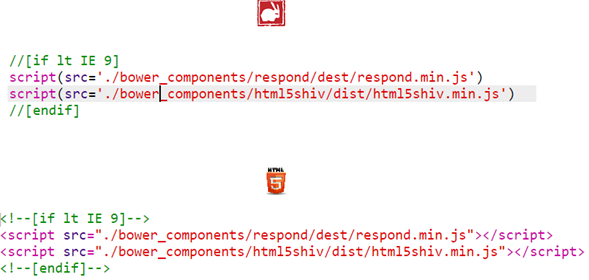 //[if lt IE 9]
script(src='./bower_components/respond/dest/respond.min.js')
script(src='./bower_components/html5shiv/dist/html5shiv.min.js')
//[endif]
HTML
5
<!--[if lt IE 9]-->
<script src="./bower_components/respond/dest/respond.min.js"></script>
<script src="./bower_components/html5shiv/dist/html5shiv.min.js"></script>
<!--[endif]-->